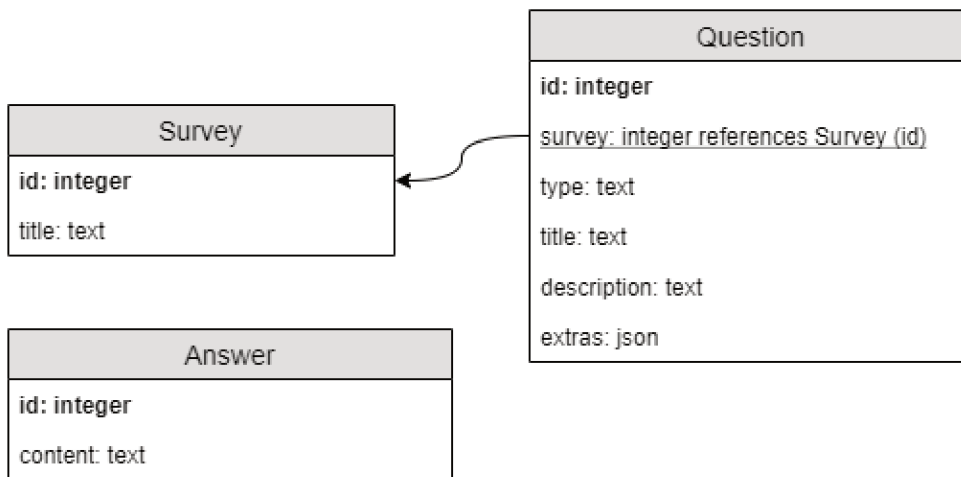 Survey
id: integer
title: text
Question
id: integer
survey: integer references Survey (id)
type: text
title: text
description: text
extras: json
Answer
id: integer
content: text